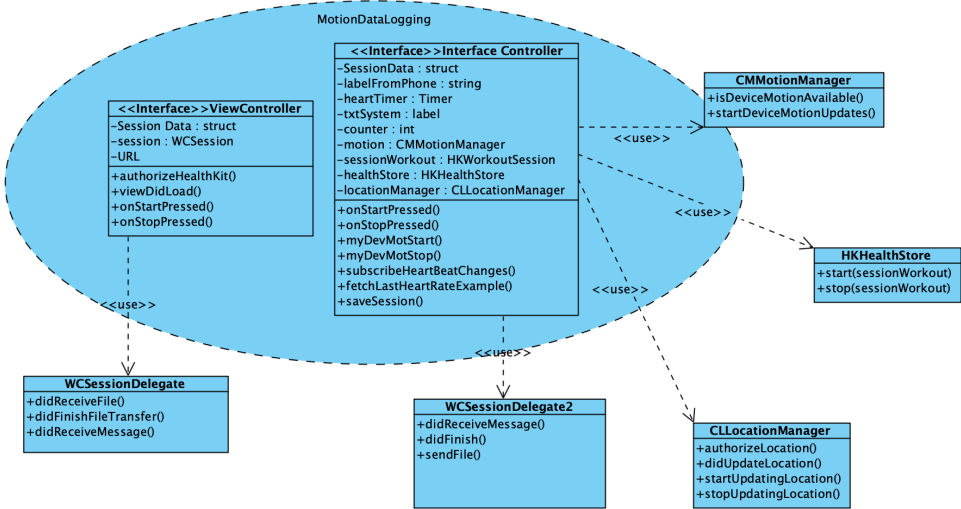 MotionDataLogging
<<Interface>>ViewController
-Session Data : struct
-session : WCSession
-URL
+authorizeHealthKit()
+viewDidLoad()
+onStartPressed()
+onStopPressed()
<<Interface>>Interface Controller
-SessionData : struct
-labelFromPhone : string
-heartTimer : Timer
-txtSystem : label
-counter : int
-motion : CMMotionManager
-sessionWorkout : HKWorkoutSession
-healthStore : HKHealthStore
-locationManager : CLLocationManager
+onStartPressed()
+onStopPressed()
+myDevMotStart()
+myDevMotStop()
+subscribeHeartBeatChanges()
+fetchLastHeartRateExample()
+saveSession()
CMMotionManager
+isDeviceMotionAvailable()
+startDeviceMotionUpdates()
<<use>>
<<use>>
HKHealthStore
+start(sessionWorkout)
+stop(sessionWorkout)
<<use>>
<<use>>
<<use>>
WCSessionDelegate
+didReceiveFile()
+didFinishFileTransfer()
+didReceiveMessage()
WCSessionDelegate2
+didReceiveMessage()
+didFinish()
+sendFile()
CLLocationManager
+authorizeLocation()
+didUpdateLocation()
+startUpdatingLocation()
+stopUpdatingLocation()